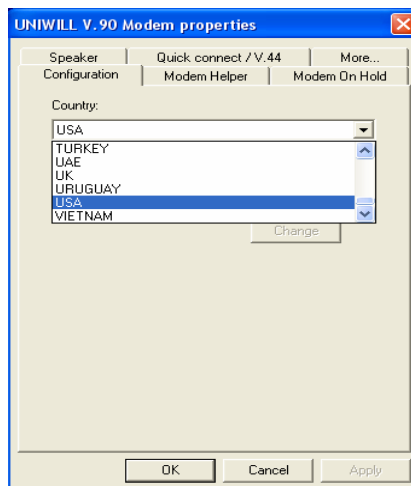 UNIWILL V.90 Modem properties
Speaker Quick connect / V.44 More...
Configuration Modem Helper Modem On Hold
Country:
USA
TURKEY
UAE
UK
URUGUAY
USA
VIETNAM
Change
OK Cancel Apply